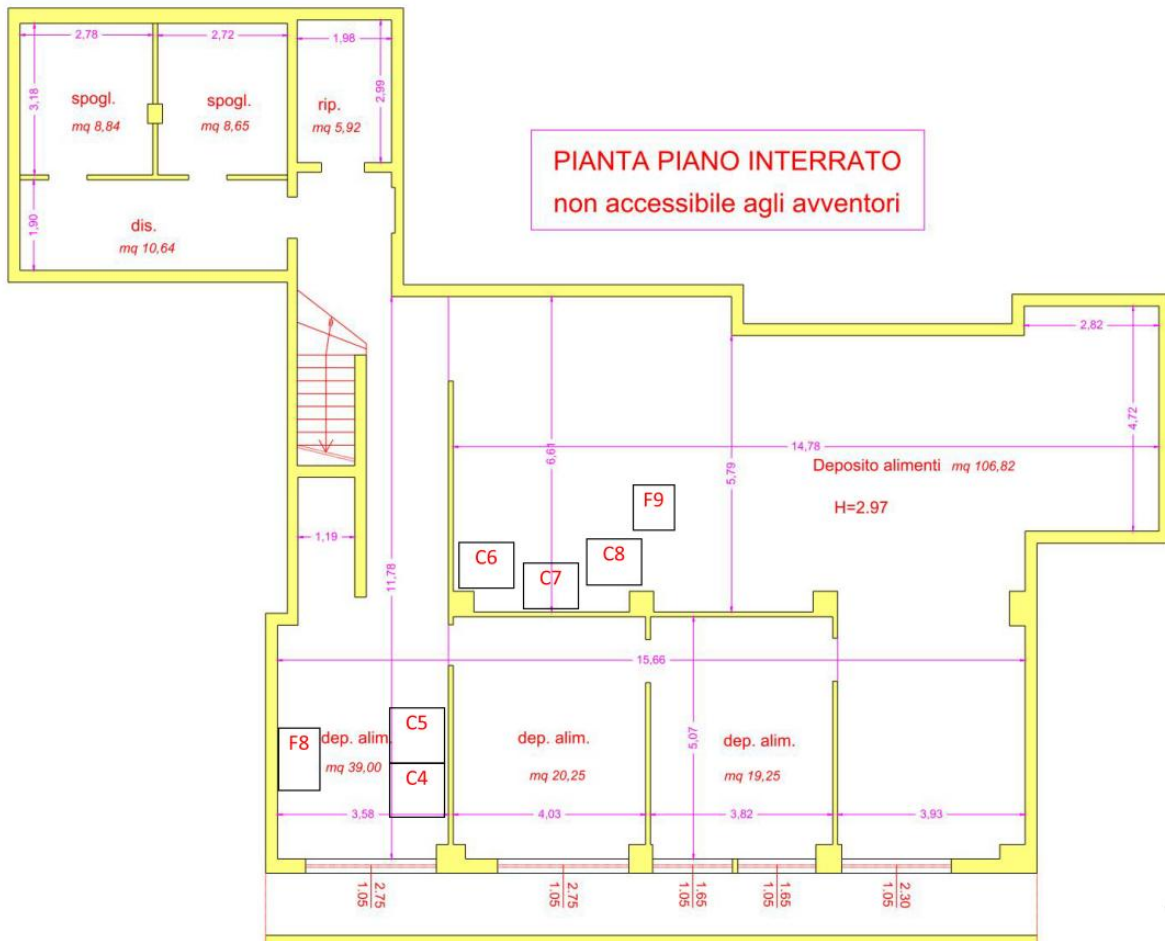 2,78
2,72
1,98
3,18
2,99
spogl.
mq 8,84
spogl.
mq 8,65
rip.
mq 5,92
PIANTA PIANO INTERRATO
non accessibile agli avventori
1,90
dis.
mq 10,64
2,82
4,72
14,78
6,61
5,79
Deposito alimenti mq 106,82
H=2.97
F9
1,19
C6
C7
C8
11,78
15,66
F8
dep. alim.
mq 39,00
C5
C4
dep. alim.
mq 20,25
5,07
dep. alim.
mq 19,25
3,58
4,03
3,82
3,93
2.75
1.05
2.75
1.05
1.65
1.05
1.65
1.05
2.30
1.05